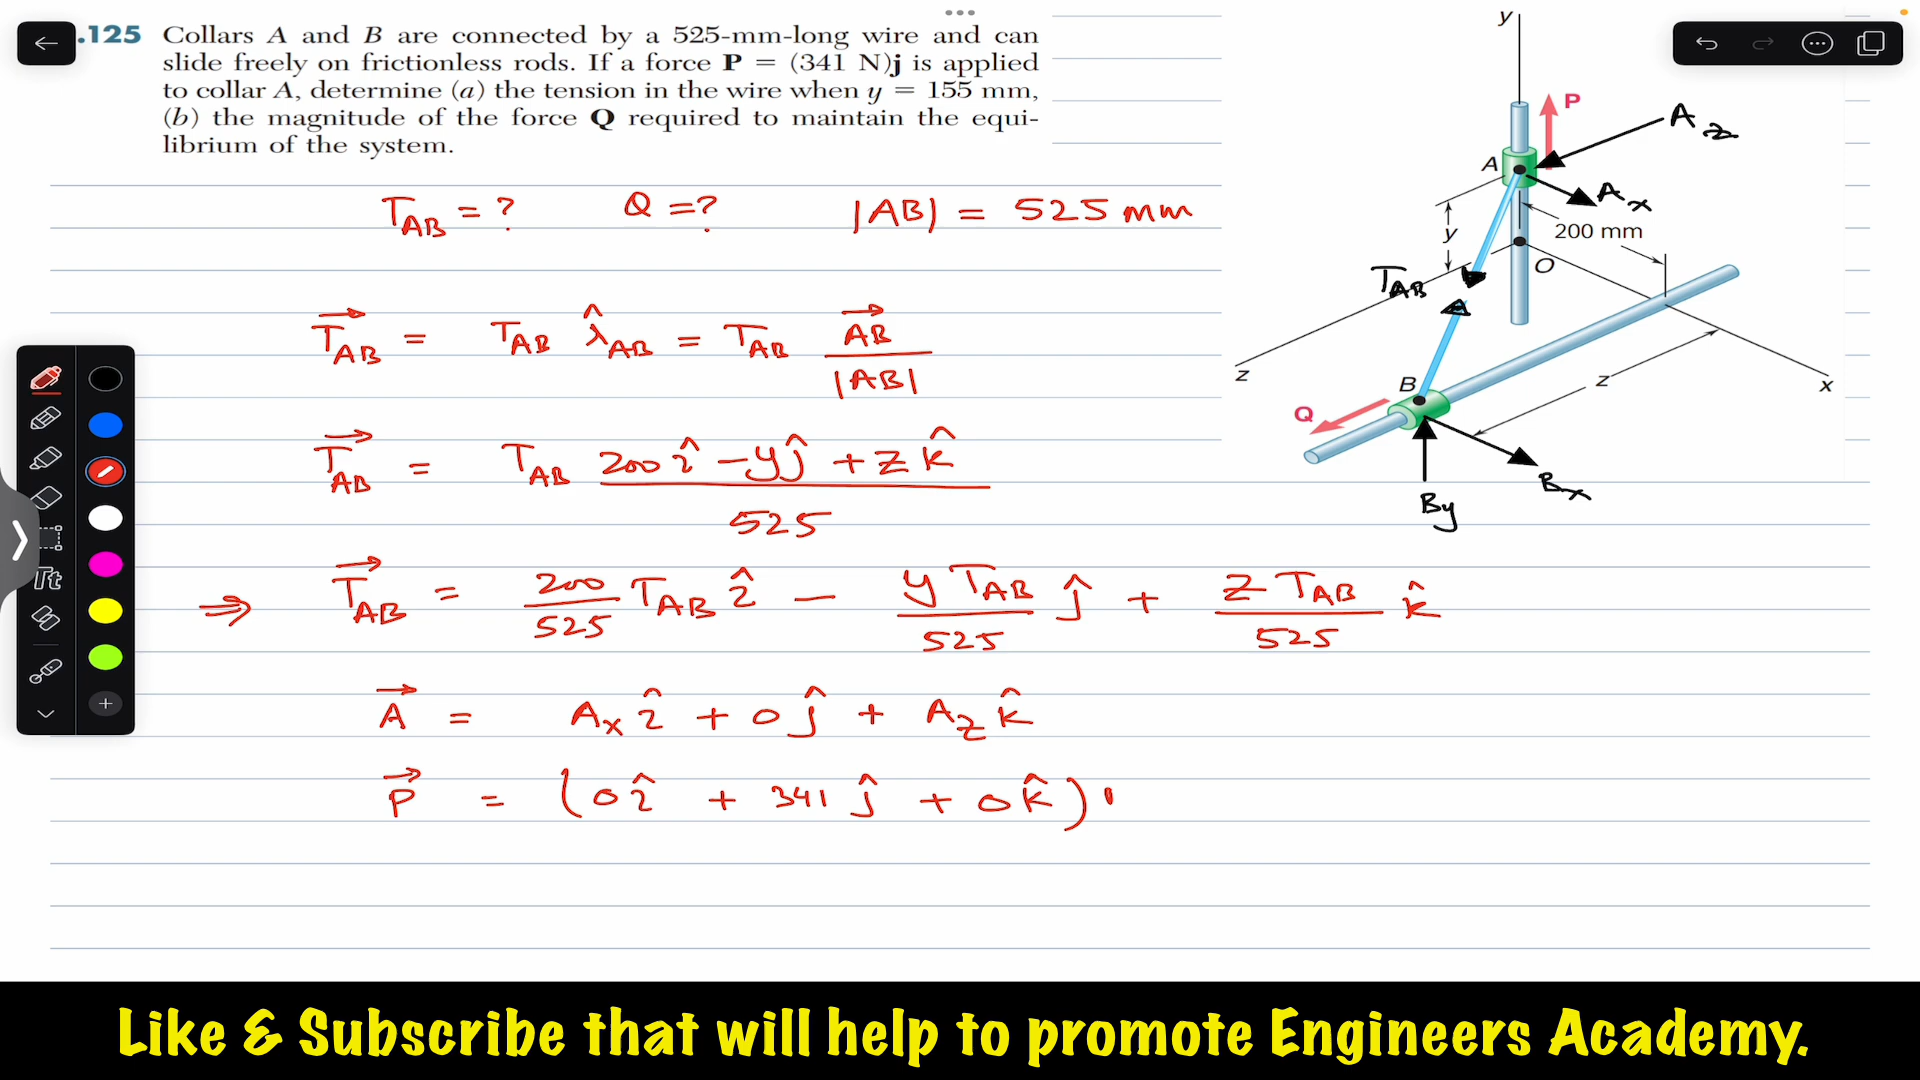 .125 Collars A and B are connected by a 525-mm-long wire and can
slide freely on frictionless rods. If a force P = (341 N)j is applied
to collar A, determine (a) the tension in the wire when y = 155 mm,
(b) the magnitude of the force Q required to maintain the equi-
librium of the system.
T_AB = ? Q = ? |AB| = 525 mm
T_AB = T_AB λ̂_AB = T_AB AB / |AB|
T_AB = T_AB 200 î - y ĵ + z k̂ / 525
⇒ T_AB = 200/525 T_AB î - y T_AB/525 ĵ + z T_AB/525 k̂
A = A_x î + 0 ĵ + A_z k̂
P = (0 î + 341 ĵ + 0 k̂)
y
P
A_z
A
A_x
y
200 mm
T_AB
O
z
B
z
x
Q
B_x
By
Tt
Like & Subscribe that will help to promote Engineers Academy.